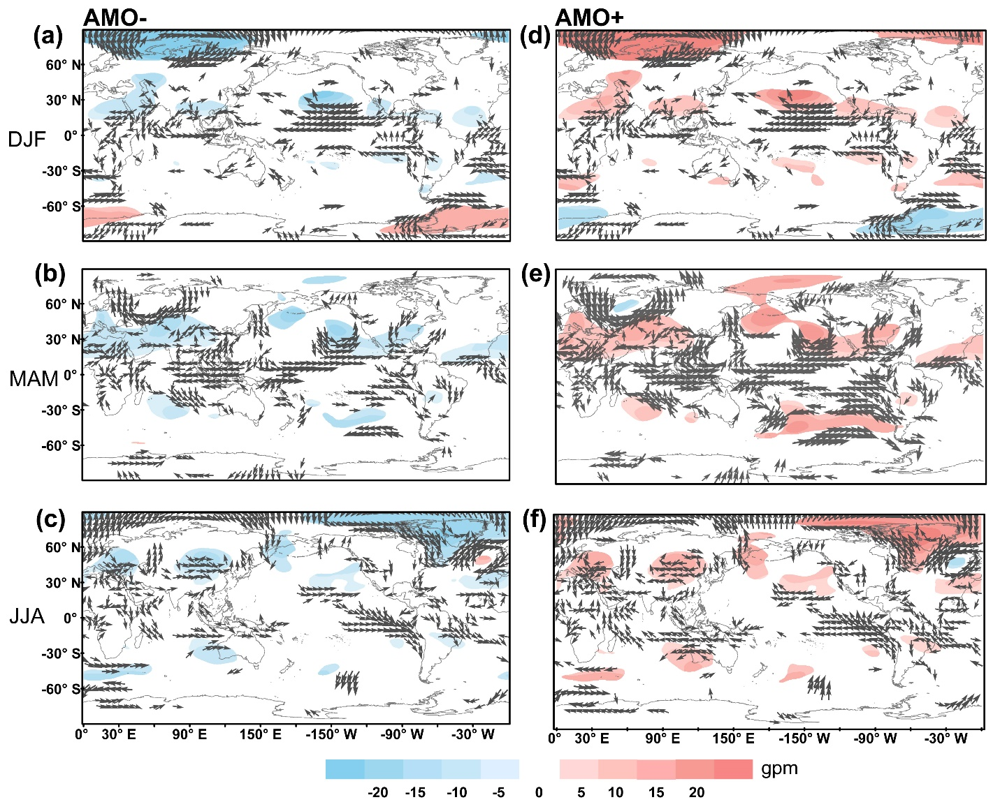 AMO-
AMO+
(a)
(d)
60° N
30° N
0°
-30° S
-60° S
DJF
(b)
(e)
60° N
30° N
0°
-30° S
-60° S
MAM
(c)
(f)
60° N
30° N
0°
-30° S
-60° S
JJA
0° 30° E 90° E 150° E -150° W -90° W -30° W
0° 30° E 90° E 150° E -150° W -90° W -30° W
gpm
-20 -15 -10 -5 0 5 10 15 20